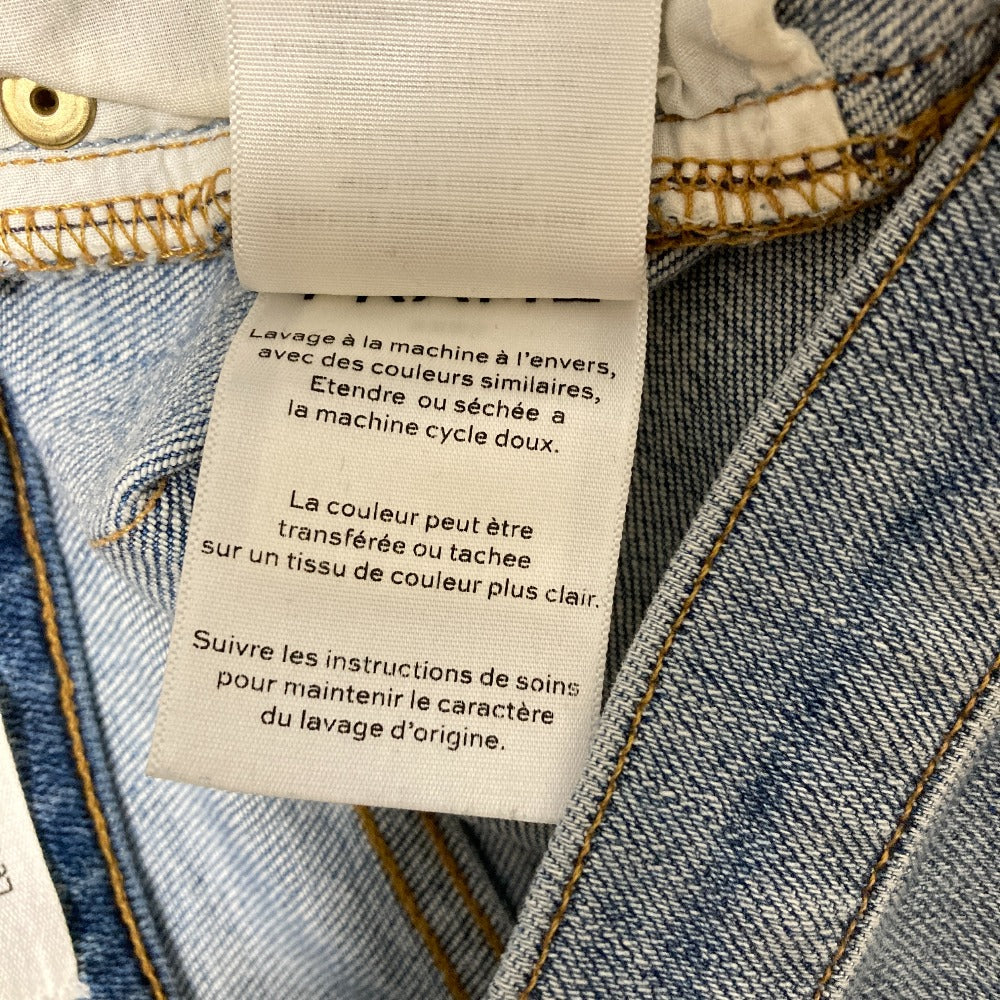 FRAME
Lavage à la machine à l'envers,
avec des couleurs similaires,
Etendre ou séchée a
la machine cycle doux.
La couleur peut être
transférée ou tachee
sur un tissu de couleur plus clair.
Suivre les instructions de soins
pour maintenir le caractère
du lavage d'origine.